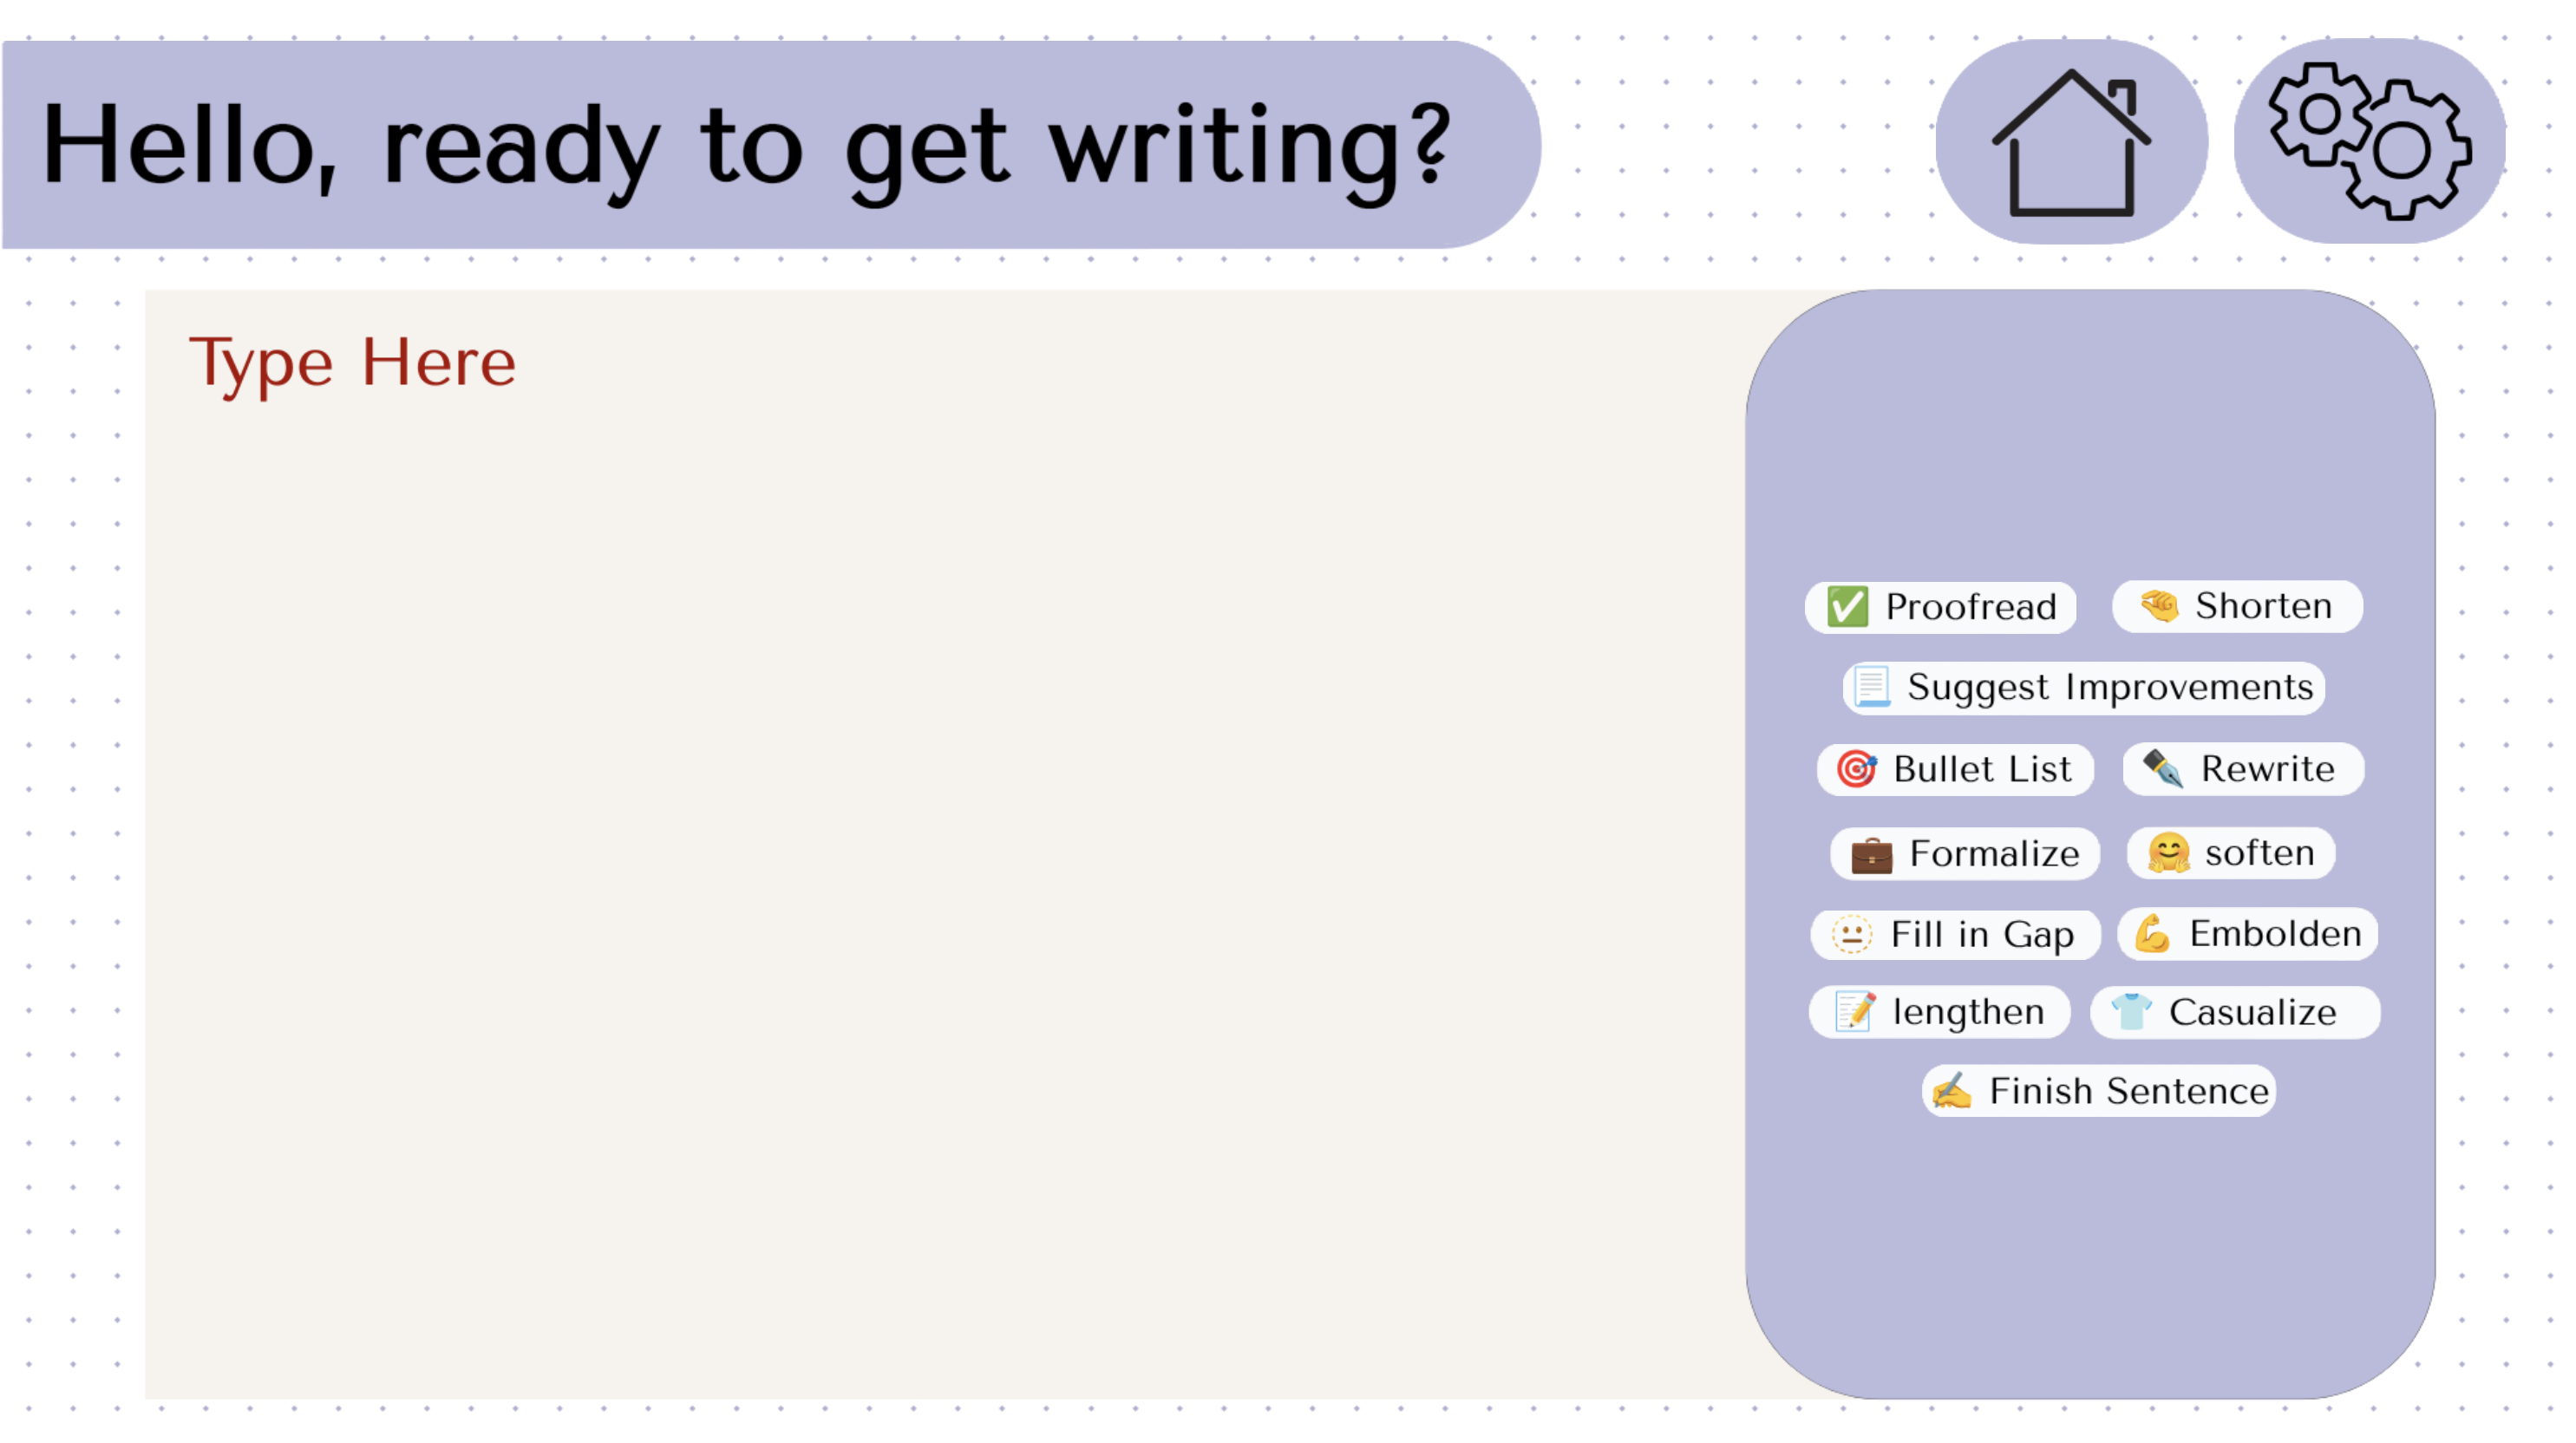 Hello, ready to get writing?
Type Here
✅ Proofread
🤏 Shorten
📃 Suggest Improvements
🎯 Bullet List
✒️ Rewrite
💼 Formalize
🤗 soften
🫥 Fill in Gap
💪 Embolden
📝 lengthen
👕 Casualize
✍️ Finish Sentence